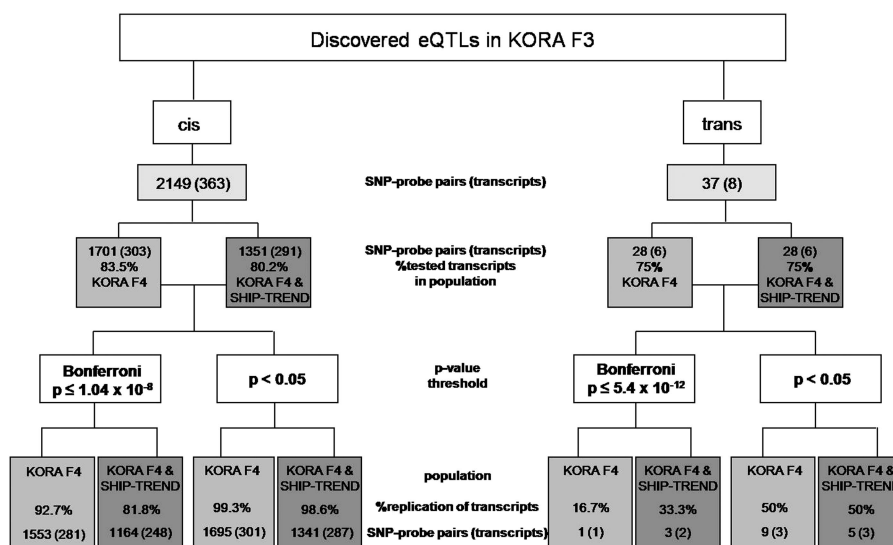 Discovered eQTLs in KORA F3
cis
trans
2149 (363)
SNP-probe pairs (transcripts)
37 (8)
1701 (303)
83.5%
KORA F4
1351 (291)
80.2%
KORA F4 &
SHIP-TREND
SNP-probe pairs (transcripts)
%tested transcripts
in population
28 (6)
75%
KORA F4
28 (6)
75%
KORA F4 &
SHIP-TREND
Bonferroni
p ≤ 1.04 x 10⁻⁸
p < 0.05
p-value
threshold
Bonferroni
p ≤ 5.4 x 10⁻¹²
p < 0.05
KORA F4
92.7%
1553 (281)
KORA F4 &
SHIP-TREND
81.8%
1164 (248)
KORA F4
99.3%
1695 (301)
KORA F4 &
SHIP-TREND
98.6%
1341 (287)
population
%replication of transcripts
SNP-probe pairs (transcripts)
KORA F4
16.7%
1 (1)
KORA F4 &
SHIP-TREND
33.3%
3 (2)
KORA F4
50%
9 (3)
KORA F4 &
SHIP-TREND
50%
5 (3)